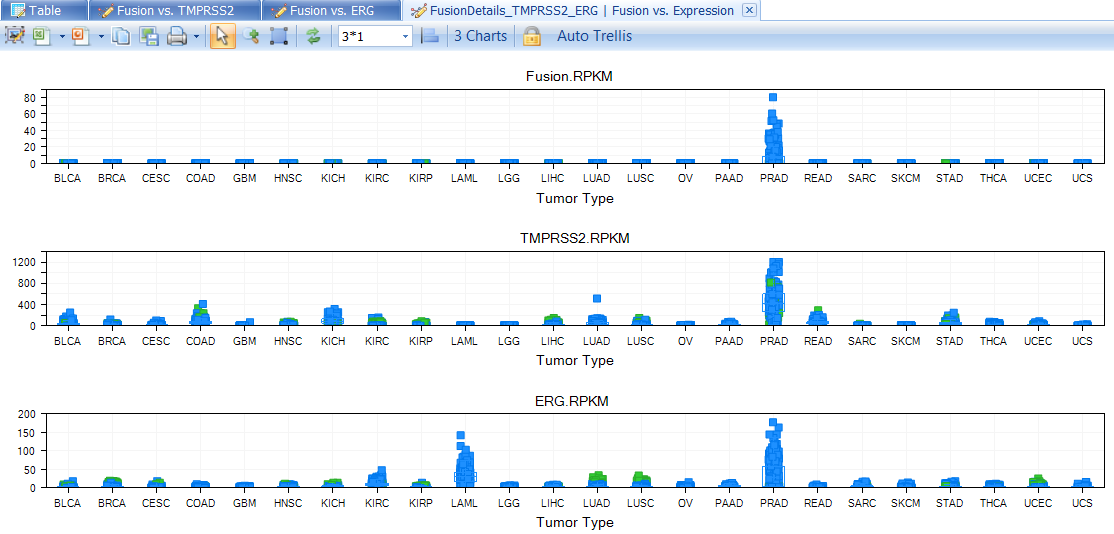 Table Fusion vs. TMPRSS2 Fusion vs. ERG FusionDetails_TMPRSS2_ERG | Fusion vs. Expression
3*1 3 Charts Auto Trellis
Fusion.RPKM
80
60
40
20
0
BLCA BRCA CESC COAD GBM HNSC KICH KIRC KIRP LAML LGG LIHC LUAD LUSC OV PAAD PRAD READ SARC SKCM STAD THCA UCEC UCS
Tumor Type
TMPRSS2.RPKM
1200
800
400
0
BLCA BRCA CESC COAD GBM HNSC KICH KIRC KIRP LAML LGG LIHC LUAD LUSC OV PAAD PRAD READ SARC SKCM STAD THCA UCEC UCS
Tumor Type
ERG.RPKM
200
150
100
50
0
BLCA BRCA CESC COAD GBM HNSC KICH KIRC KIRP LAML LGG LIHC LUAD LUSC OV PAAD PRAD READ SARC SKCM STAD THCA UCEC UCS
Tumor Type